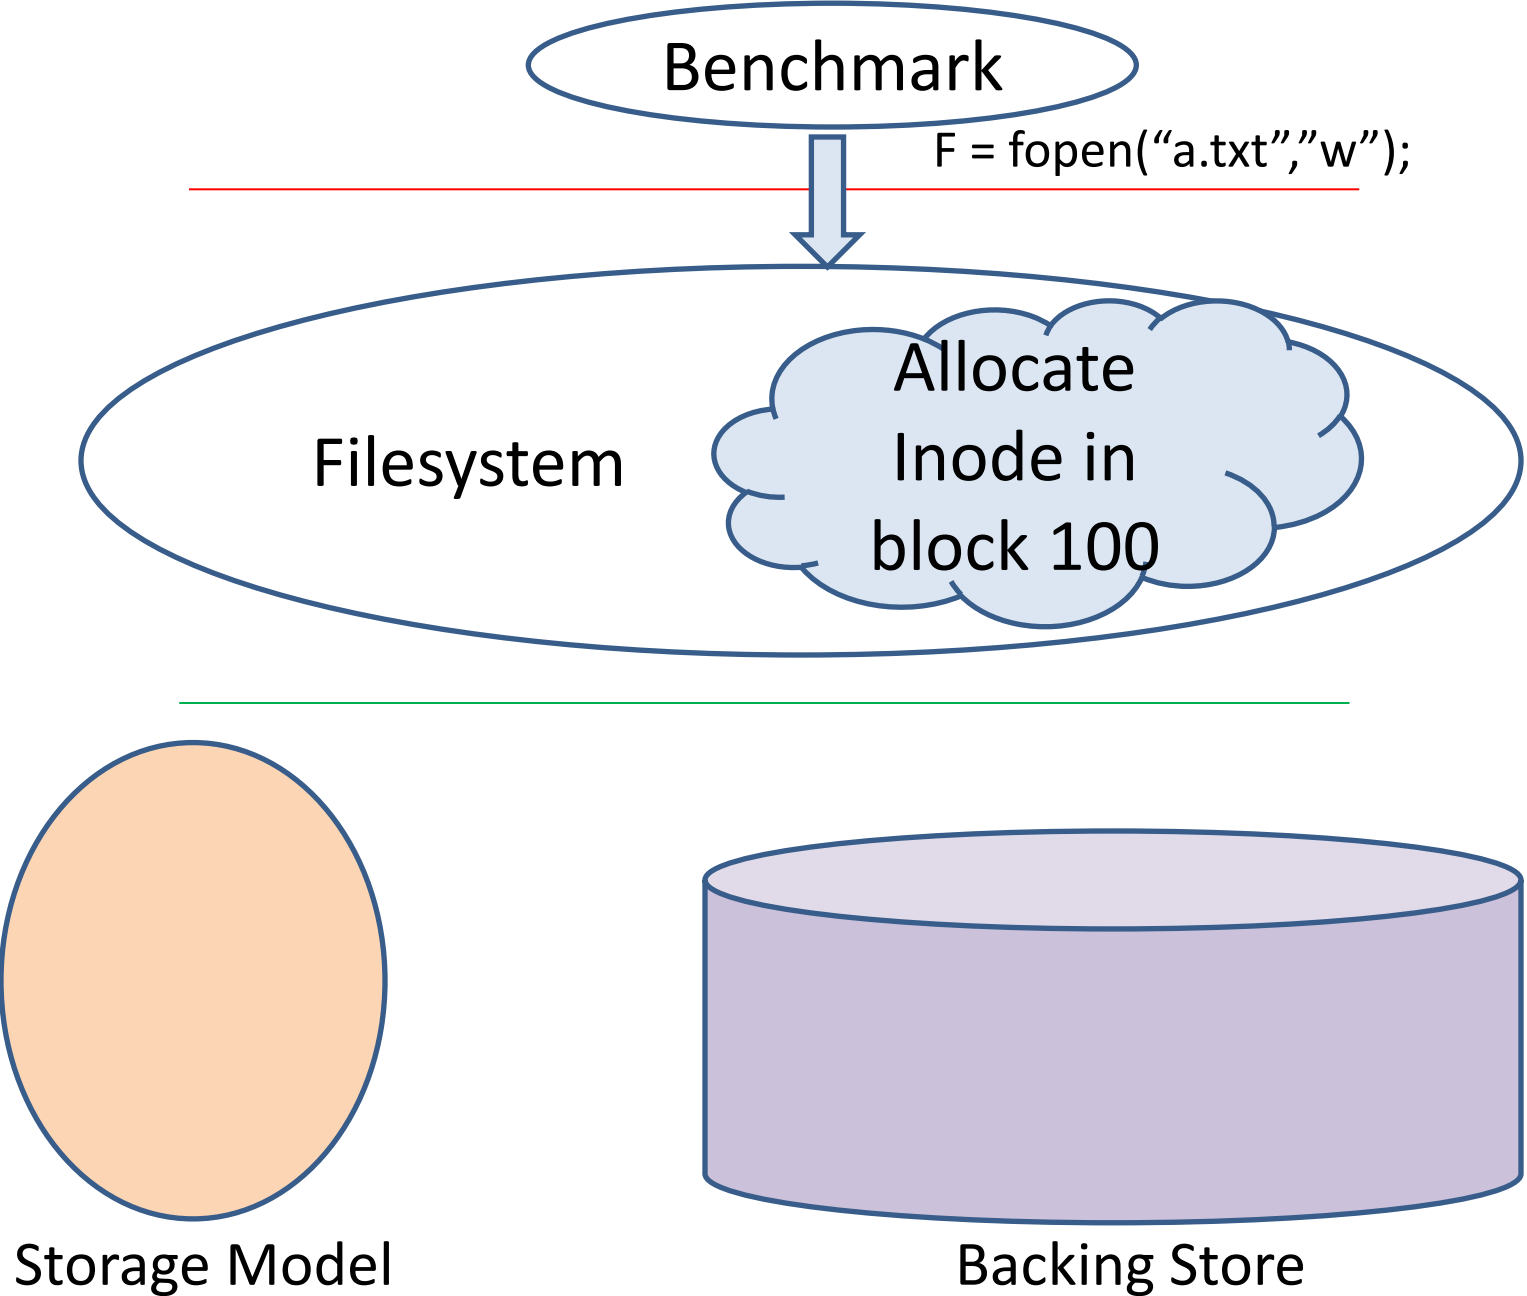 Benchmark
F = fopen(“a.txt”,”w”);
Filesystem
Allocate
Inode in
block 100
Storage Model
Backing Store